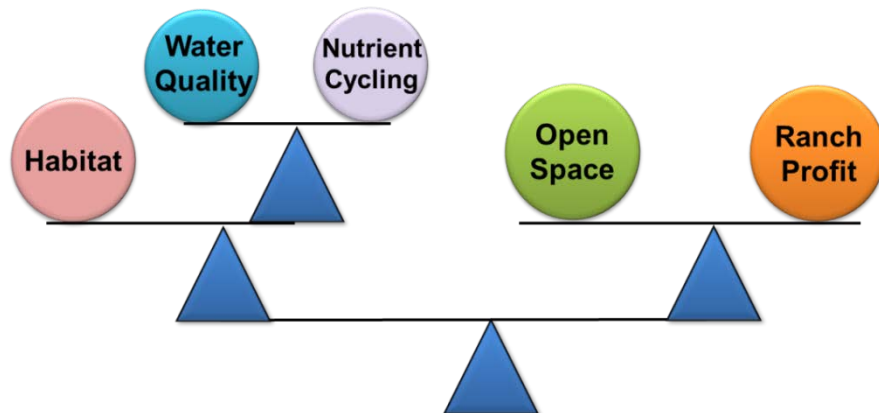 Water
Quality
Nutrient
Cycling
Habitat
Open
Space
Ranch
Profit